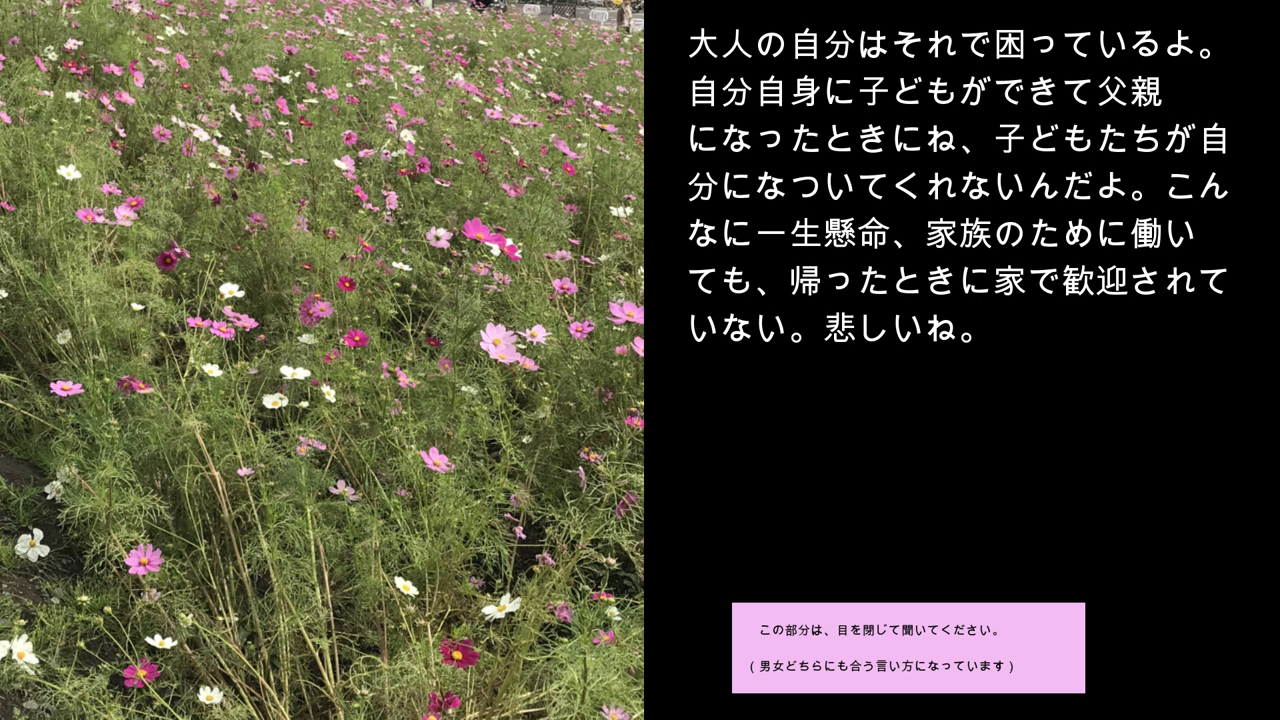 大人の自分はそれで困っているよ。
自分自身に子どもができて父親
になったときにね、子どもたちが自
分になついてくれないんだよ。こん
なに一生懸命、家族のために働い
ても、帰ったときに家で歓迎されて
いない。悲しいね。
この部分は、目を閉じて聞いてください。
(男女どちらにも合う言い方になっています)